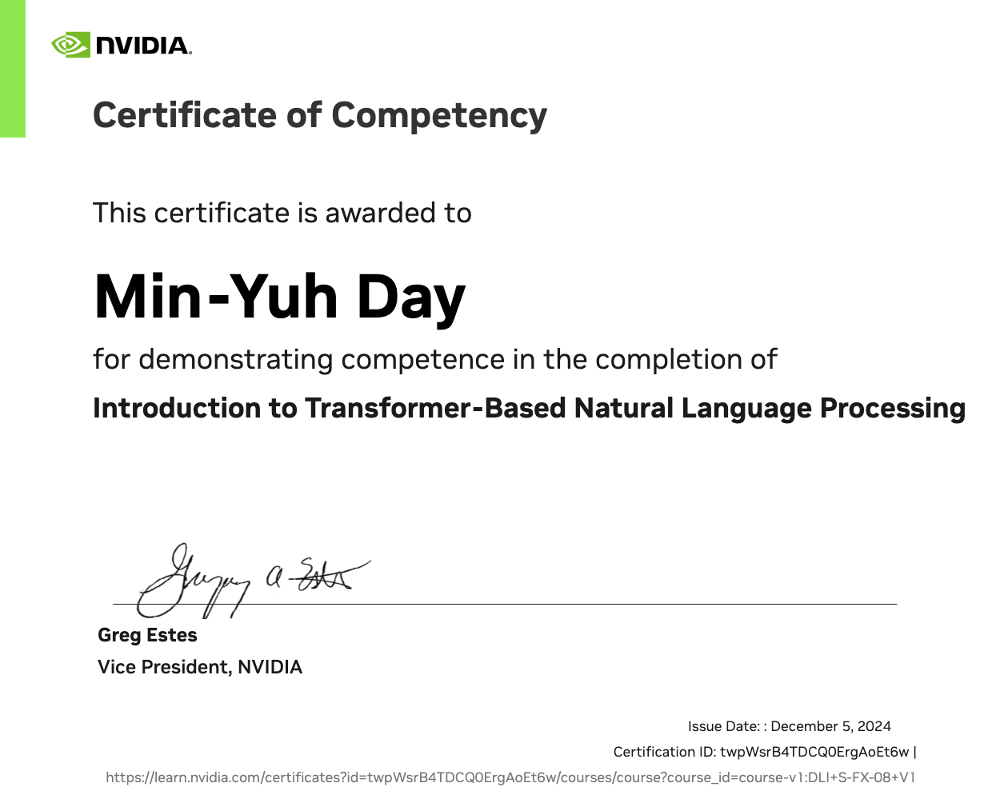 NVIDIA.
Certificate of Competency
This certificate is awarded to
Min-Yuh Day
for demonstrating competence in the completion of
Introduction to Transformer-Based Natural Language Processing
Gregory A Estes
Greg Estes
Vice President, NVIDIA
Issue Date: : December 5, 2024
Certification ID: twpWsrB4TDCQ0ErgAoEt6w |
https://learn.nvidia.com/certificates?id=twpWsrB4TDCQ0ErgAoEt6w/courses/course?course_id=course-v1:DLI+S-FX-08+V1